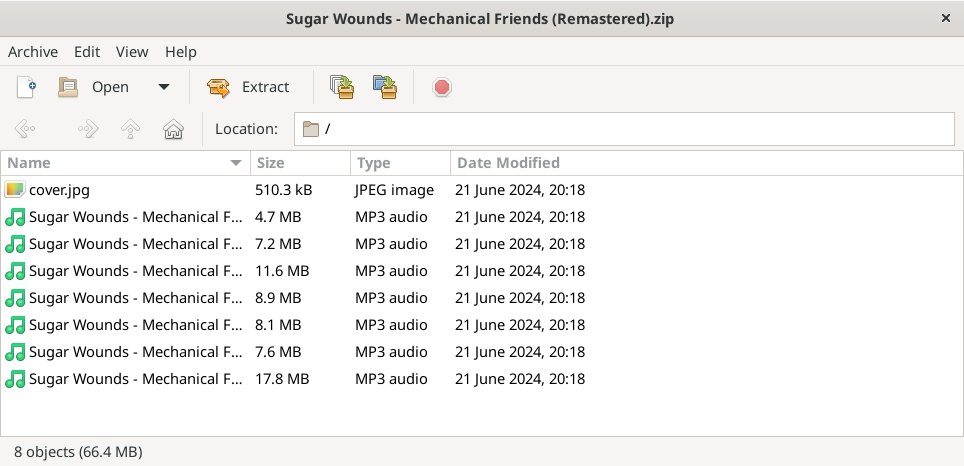 Sugar Wounds - Mechanical Friends (Remastered).zip
Archive Edit View Help
Open Extract
Location: /
Name Size Type Date Modified
cover.jpg 510.3 kB JPEG image 21 June 2024, 20:18
Sugar Wounds - Mechanical F... 4.7 MB MP3 audio 21 June 2024, 20:18
Sugar Wounds - Mechanical F... 7.2 MB MP3 audio 21 June 2024, 20:18
Sugar Wounds - Mechanical F... 11.6 MB MP3 audio 21 June 2024, 20:18
Sugar Wounds - Mechanical F... 8.9 MB MP3 audio 21 June 2024, 20:18
Sugar Wounds - Mechanical F... 8.1 MB MP3 audio 21 June 2024, 20:18
Sugar Wounds - Mechanical F... 7.6 MB MP3 audio 21 June 2024, 20:18
Sugar Wounds - Mechanical F... 17.8 MB MP3 audio 21 June 2024, 20:18
8 objects (66.4 MB)